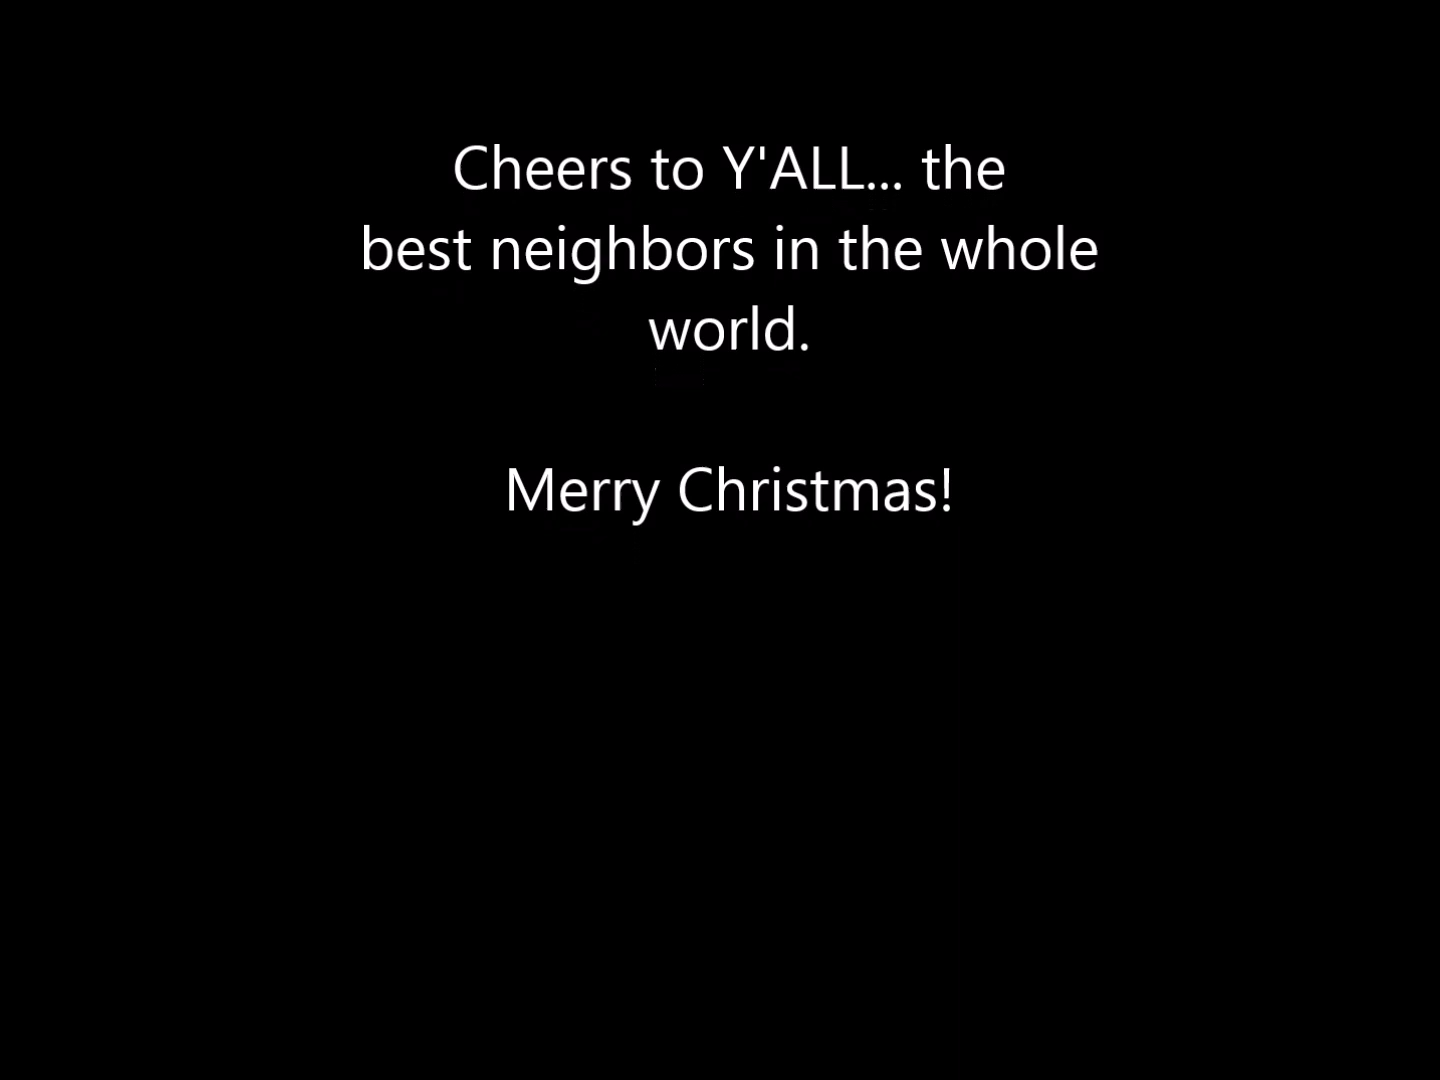 Cheers to Y'ALL... the
best neighbors in the whole
world.
Merry Christmas!